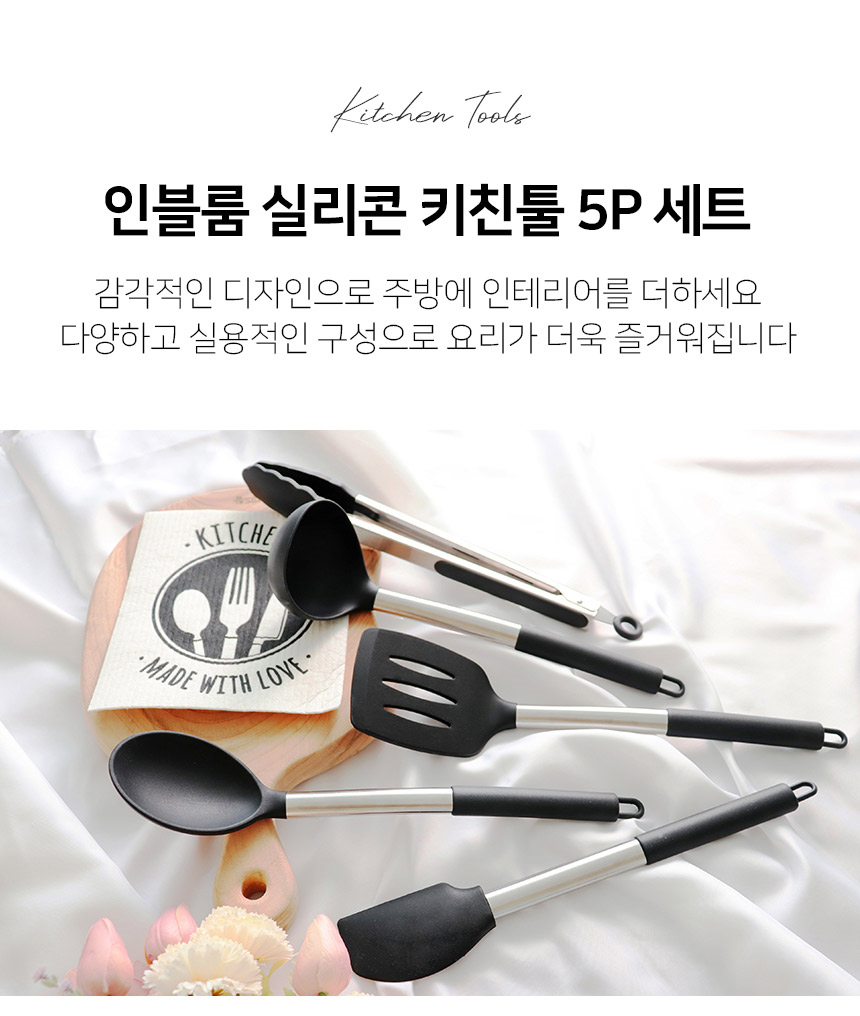 Kitchen Tools
인블룸 실리콘 키친툴 5P 세트
감각적인 디자인으로 주방에 인테리어를 더하세요
다양하고 실용적인 구성으로 요리가 더욱 즐거워집니다
· KITCHE
· MADE WITH LOVE ·